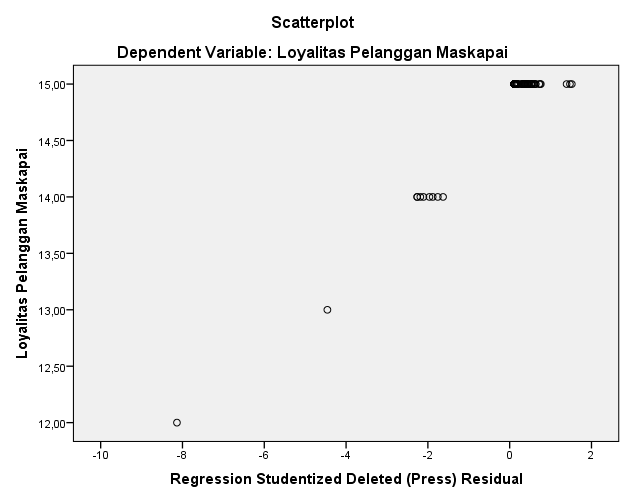 Scatterplot
Dependent Variable: Loyalitas Pelanggan Maskapai
Loyalitas Pelanggan Maskapai
15,00
14,50
14,00
13,50
13,00
12,50
12,00
-10 -8 -6 -4 -2 0 2
Regression Studentized Deleted (Press) Residual